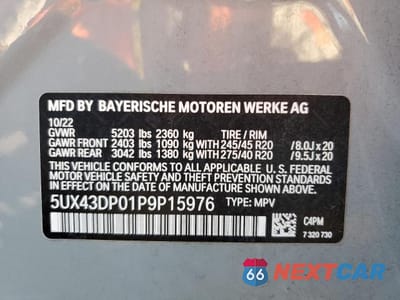 MFD BY BAYERISCHE MOTOREN WERKE AG
10/22
GVWR 5203 lbs 2360 kg TIRE / RIM
GAWR FRONT 2403 lbs 1090 kg WITH 245/45 R20 / 8.0J x 20
GAWR REAR 3042 lbs 1380 kg WITH 275/40 R20 / 9.5J x 20
THIS VEHICLE CONFORMS TO ALL APPLICABLE U. S. FEDERAL
MOTOR VEHICLE SAFETY AND THEFT PREVENTION STANDARDS
IN EFFECT ON THE DATE OF MANUFACTURE SHOWN ABOVE.
5UX43DP01P9P15976 TYPE: MPV
C4PM
7 320 730
66 NEXTCAR